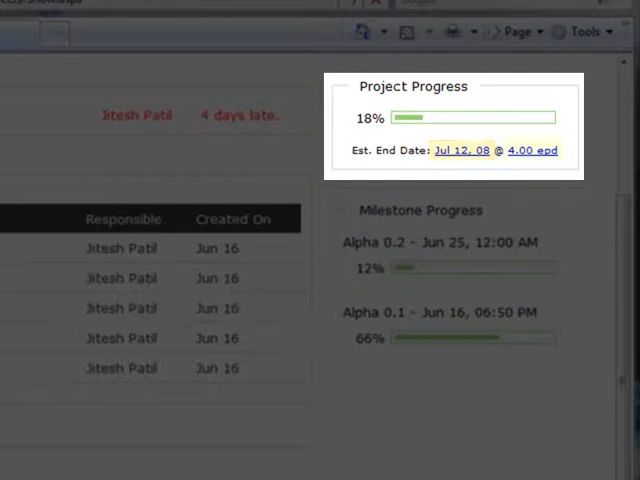 Page
Tools
Project Progress
18%
Est. End Date: Jul 12, 08 @ 4.00 epd
Jitesh Patil 4 days late.
Responsible Created On
Jitesh Patil Jun 16
Jitesh Patil Jun 16
Jitesh Patil Jun 16
Jitesh Patil Jun 16
Jitesh Patil Jun 16
Milestone Progress
Alpha 0.2 - Jun 25, 12:00 AM
12%
Alpha 0.1 - Jun 16, 06:50 PM
66%